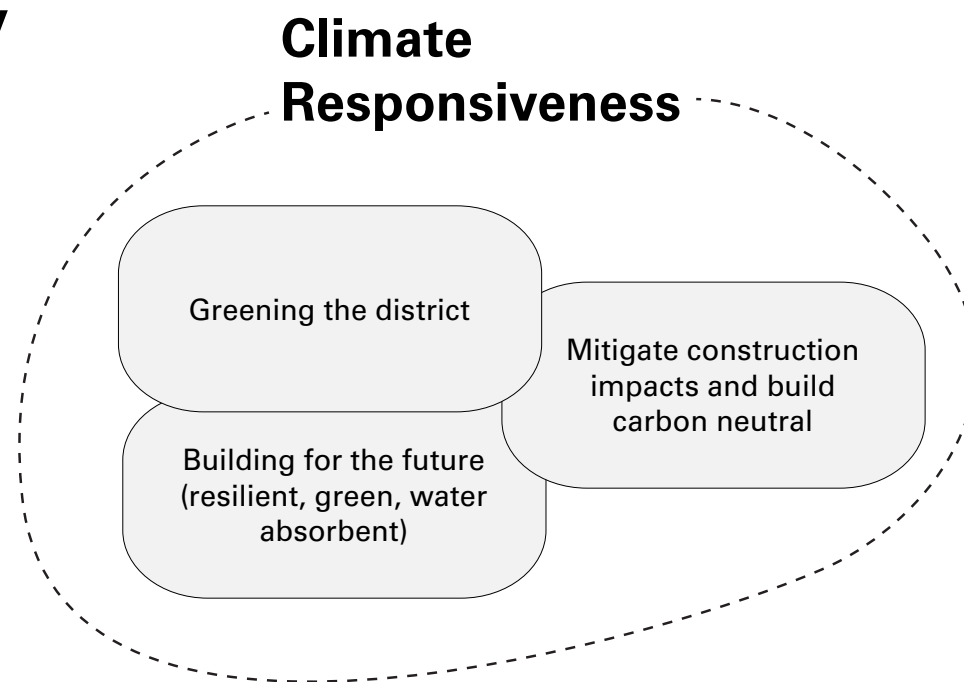 Climate
Responsiveness
Greening the district
Mitigate construction
impacts and build
carbon neutral
Building for the future
(resilient, green, water
absorbent)